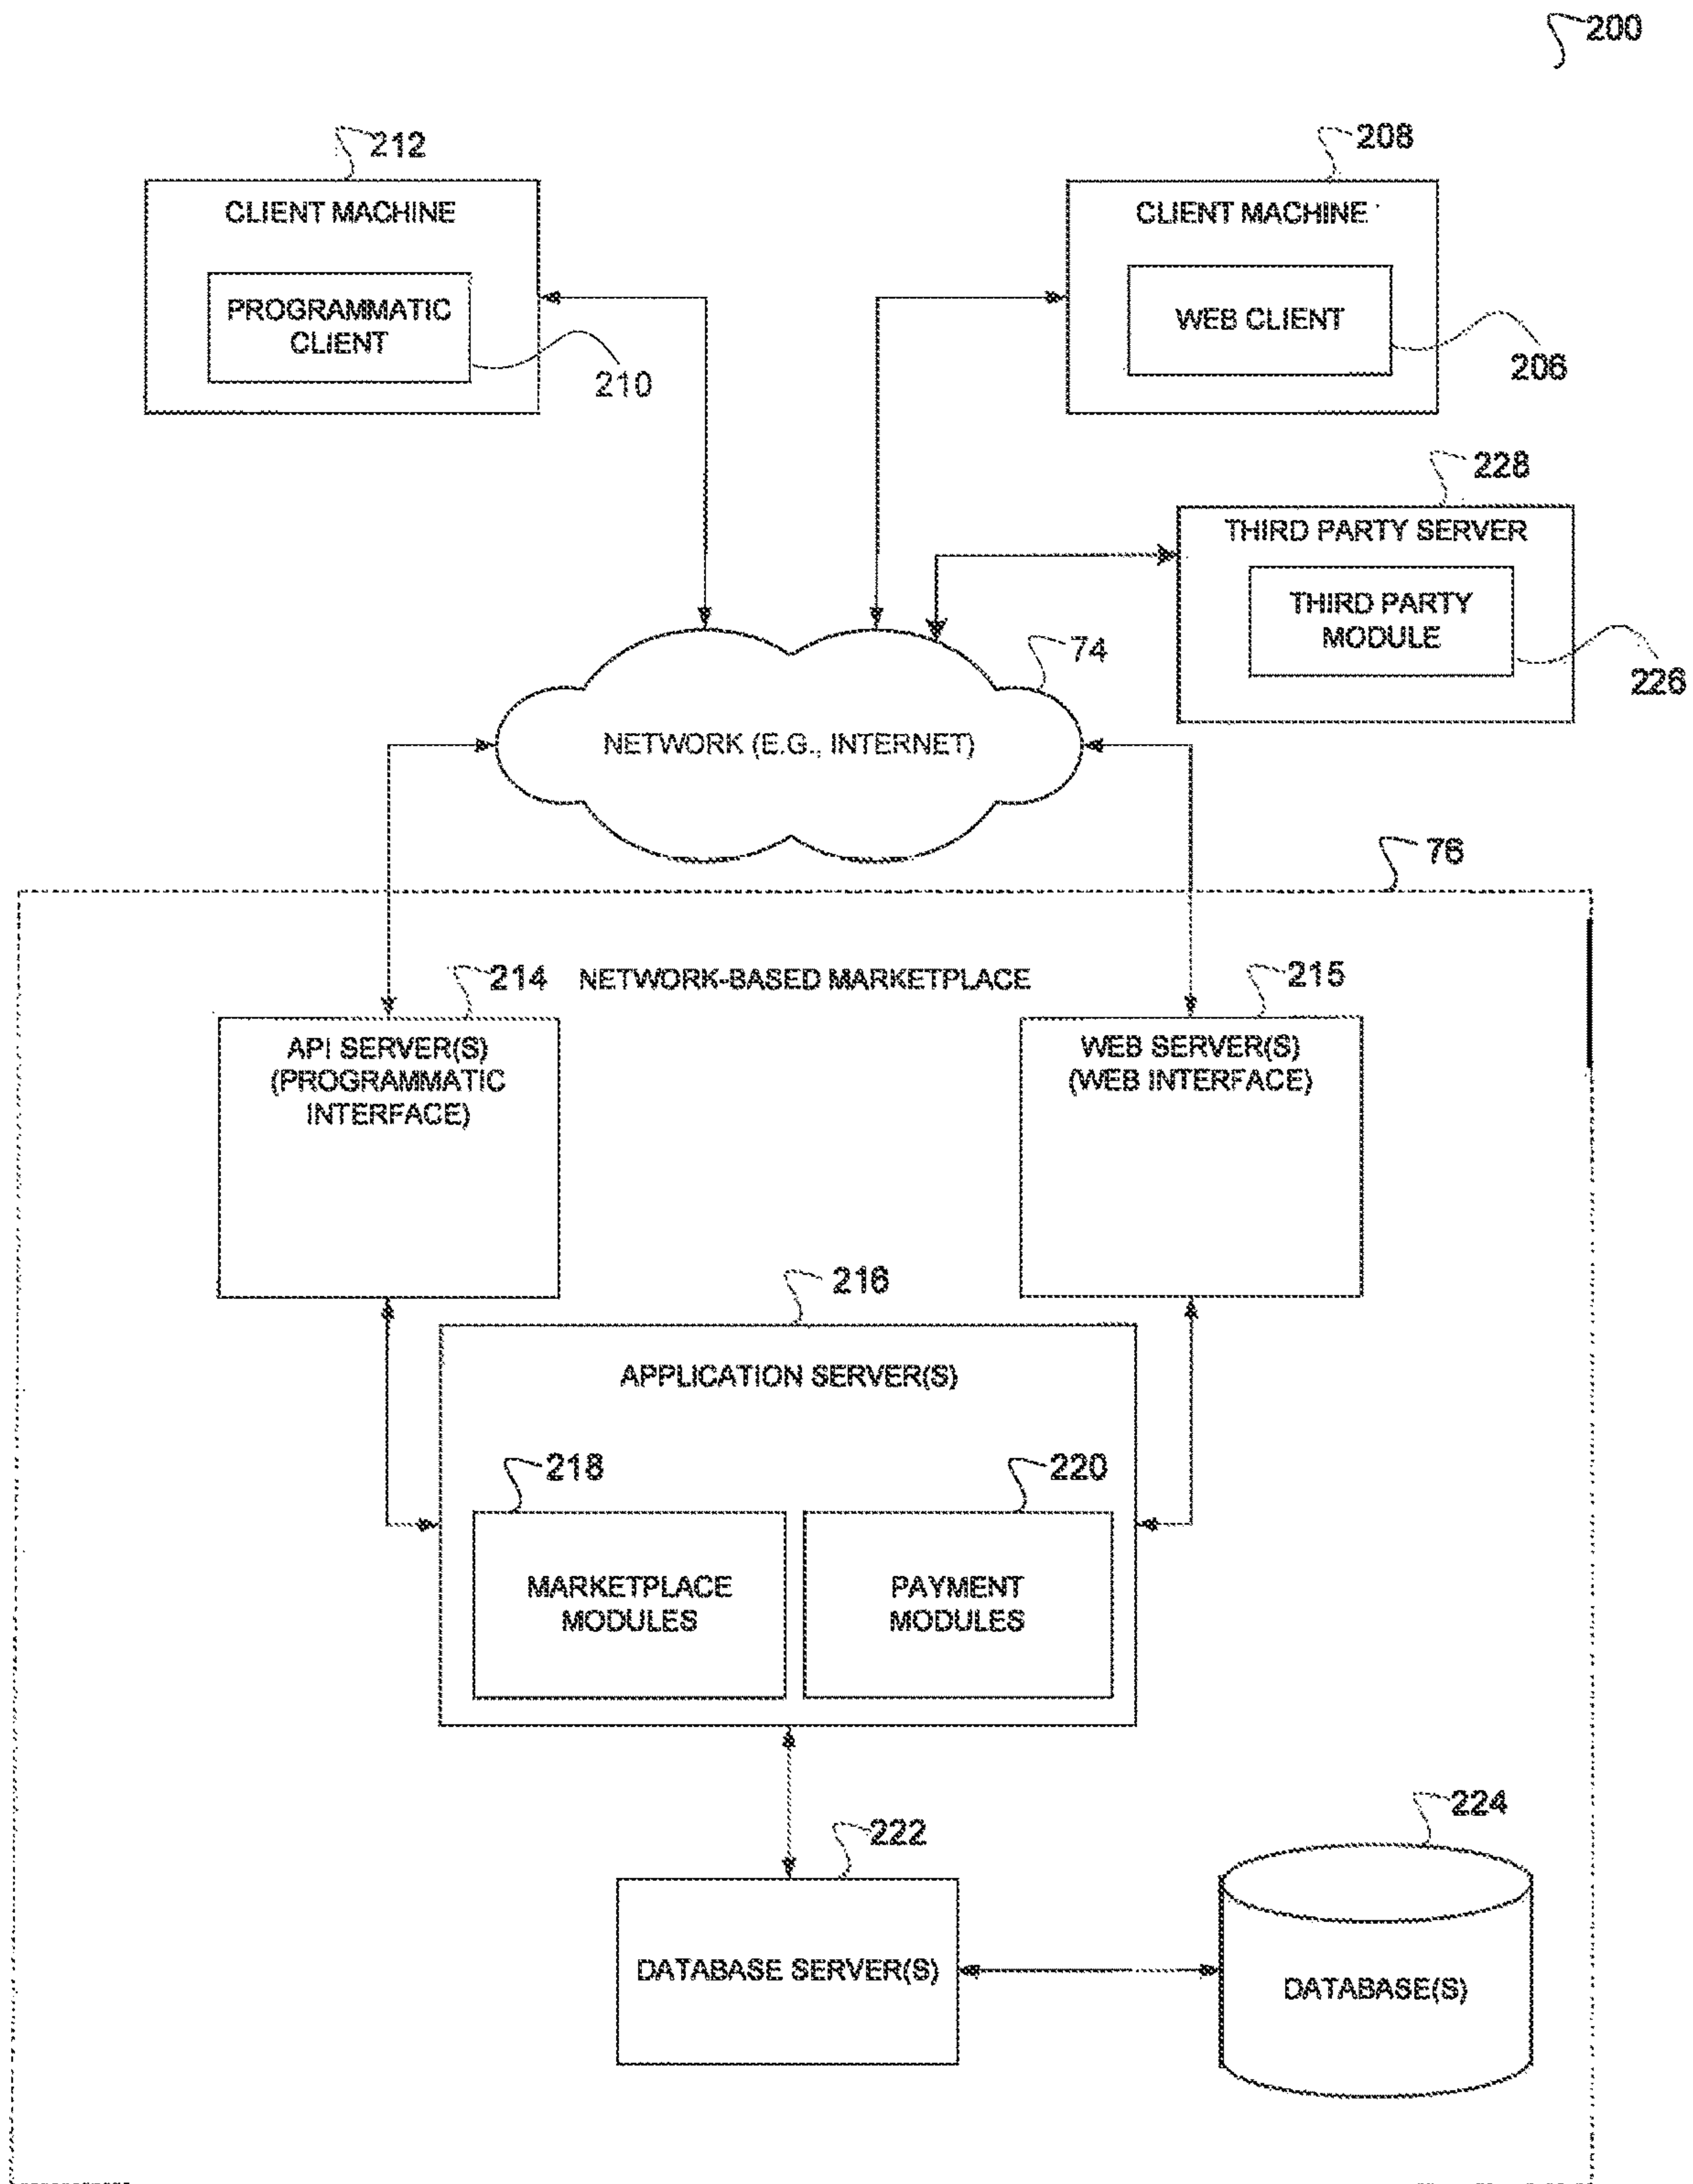 200
212
208
CLIENT MACHINE
CLIENT MACHINE
PROGRAMMATIC
CLIENT
WEB CLIENT
210
206
228
THIRD PARTY SERVER
THIRD PARTY
MODULE
226
74
NETWORK (E.G., INTERNET)
76
NETWORK-BASED MARKETPLACE
214
215
API SERVER(S)
(PROGRAMMATIC
INTERFACE)
WEB SERVER(S)
(WEB INTERFACE)
216
APPLICATION SERVER(S)
218
220
MARKETPLACE
MODULES
PAYMENT
MODULES
222
224
DATABASE SERVER(S)
DATABASE(S)